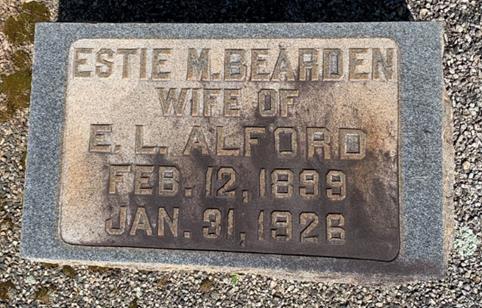 ESTIE M. BEARDEN
WIFE OF
E. L. ALFORD
FEB. 12, 1899
JAN. 31, 1926